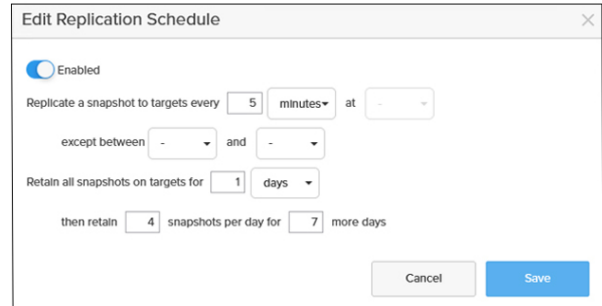 Edit Replication Schedule
Enabled
Replicate a snapshot to targets every 5 minutes at -
except between - and -
Retain all snapshots on targets for 1 days
then retain 4 snapshots per day for 7 more days
Cancel Save